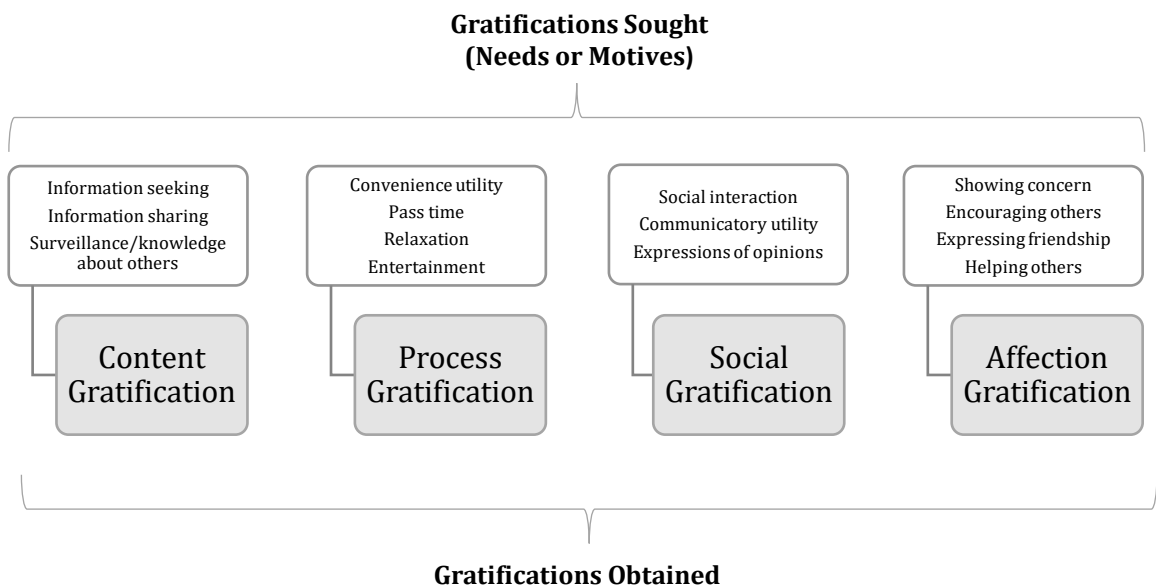 Gratifications Sought
(Needs or Motives)
Information seeking
Information sharing
Surveillance/knowledge
about others
Convenience utility
Pass time
Relaxation
Entertainment
Social interaction
Communicatory utility
Expressions of opinions
Showing concern
Encouraging others
Expressing friendship
Helping others
Content
Gratification
Process
Gratification
Social
Gratification
Affection
Gratification
Gratifications Obtained